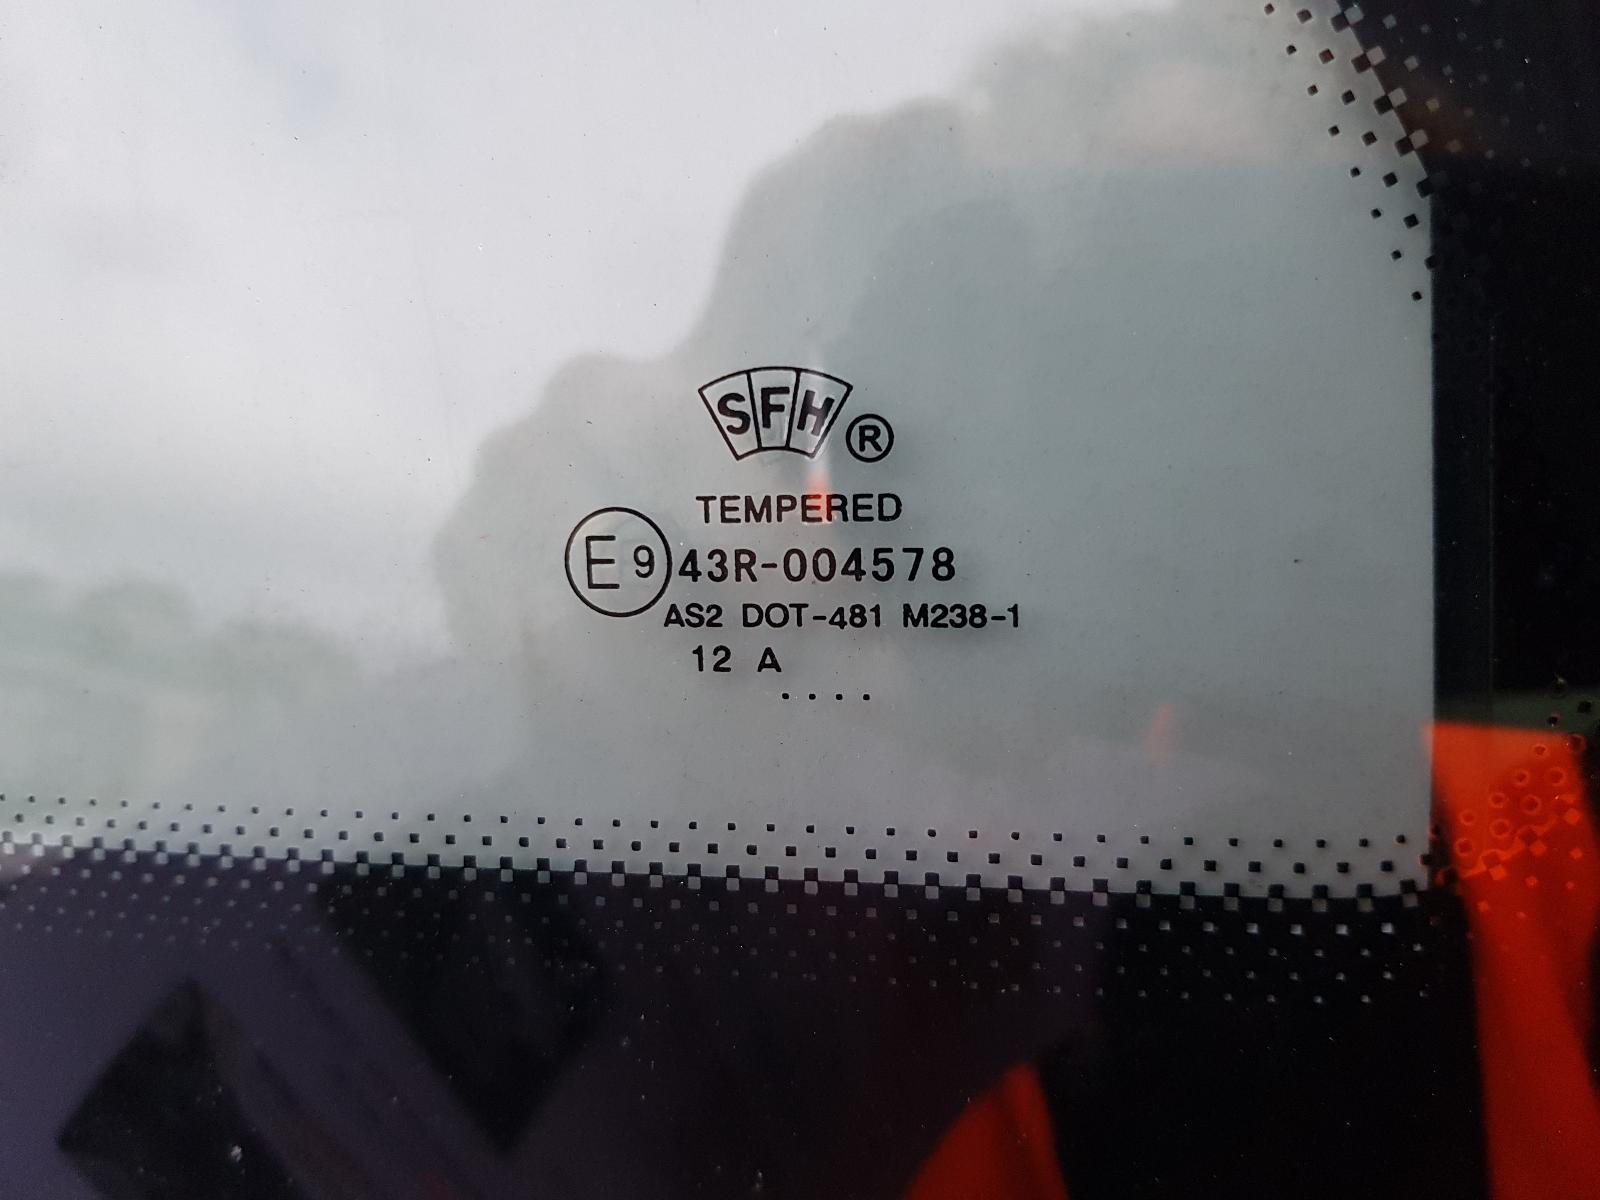 SFH ®
TEMPERED
E9 43R-004578
AS2 DOT-481 M238-1
12 A
....